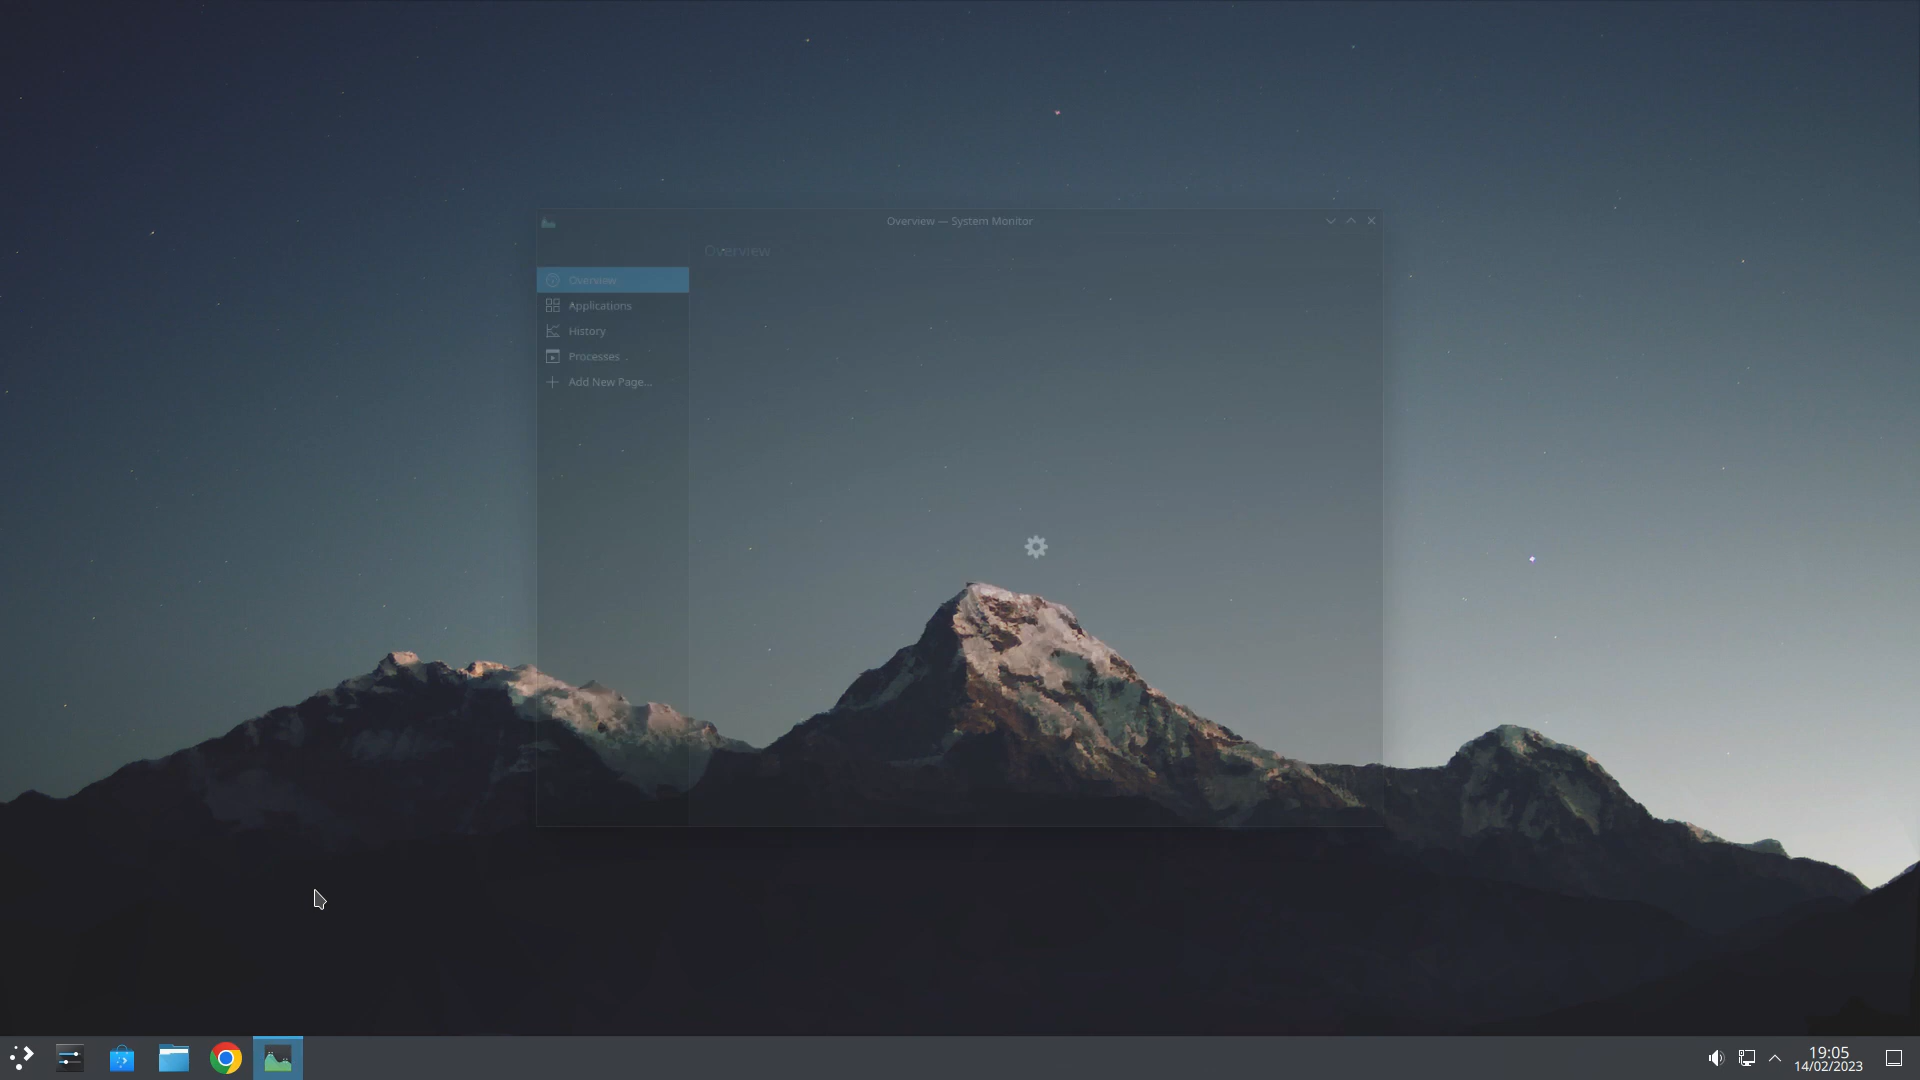 Overview — System Monitor
Overview
Overview
Applications
History
Processes
Add New Page...
19:05
14/02/2023